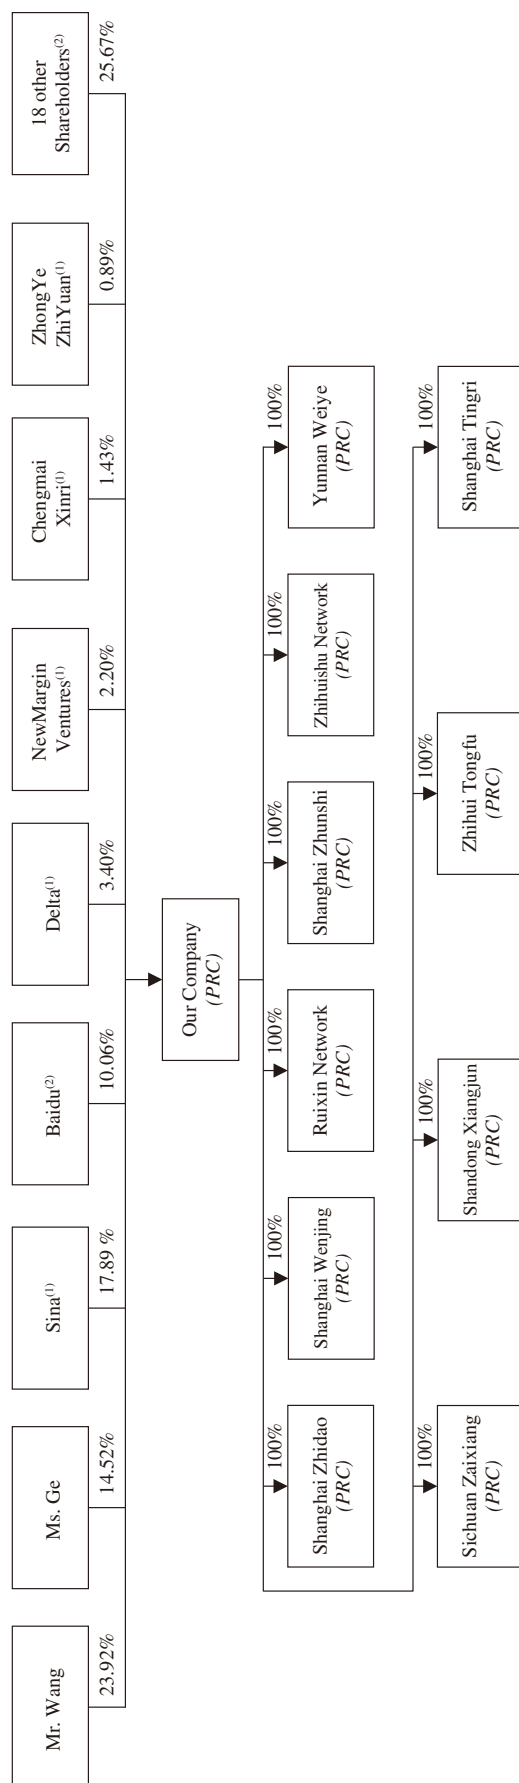 Mr. Wang
23.92%
Ms. Ge
14.52%
Sina(1)
17.89 %
Baidu(2)
10.06%
Delta(1)
3.40%
NewMargin
Ventures(1)
2.20%
Chengmai
Xinri(1)
1.43%
ZhongYe
ZhiYuan(1)
0.89%
18 other
Shareholders(2)
25.67%
Our Company
(PRC)
100%
Shanghai Zhidao
(PRC)
100%
Shanghai Wenjing
(PRC)
100%
Ruixin Network
(PRC)
100%
Shanghai Zhunshi
(PRC)
100%
Zhihuishu Network
(PRC)
100%
Yunnan Weiye
(PRC)
100%
Sichuan Zaixiang
(PRC)
100%
Shandong Xiangjun
(PRC)
100%
Zhihui Tongfu
(PRC)
100%
Shanghai Tingri
(PRC)